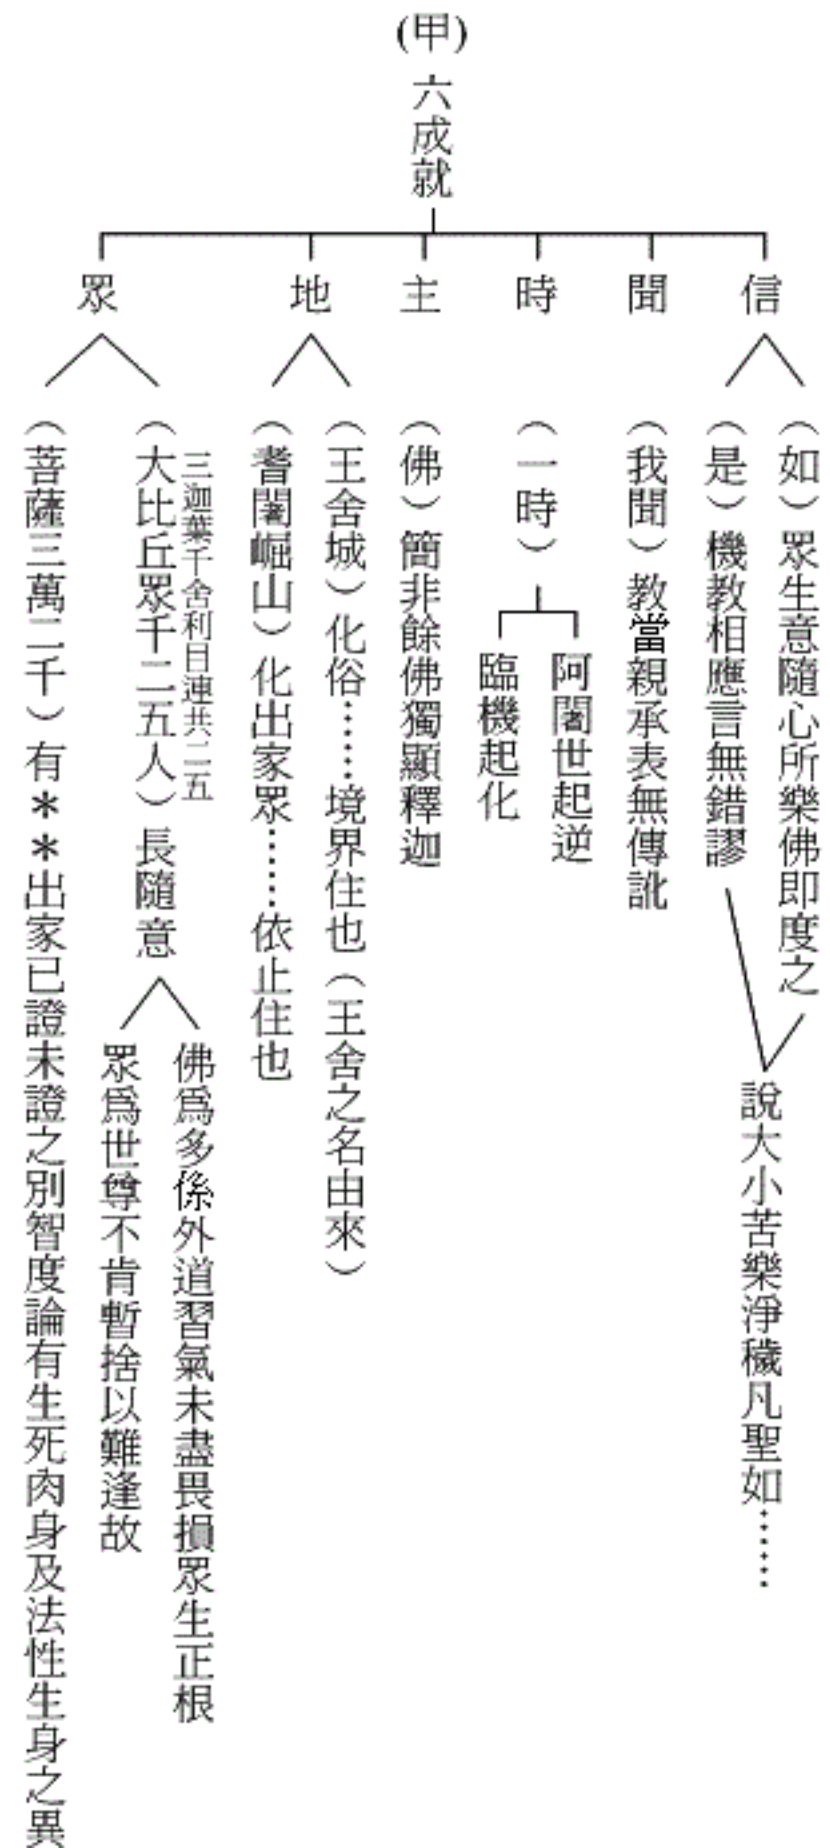 (甲)
六成就
信
聞
時
主
地
眾
（如）眾生意隨心所樂佛即度之
（是）機教相應言無錯謬
說大小苦樂淨穢凡聖如……
（我聞）教當親承表無傳訛
（一時）
阿闍世起逆
臨機起化
（佛）簡非餘佛獨顯釋迦
（王舍城）化俗……境界住也（王舍之名由來）
（耆闍崛山）化出家眾……依止住也
三迦葉千舍利目連共二五
（大比丘眾千二五人）長隨意
佛爲多係外道習氣未盡畏損眾生正根
眾爲世尊不肯暫捨以難逢故
（菩薩三萬二千）有＊＊出家已證未證之別智度論有生死肉身及法性生身之異